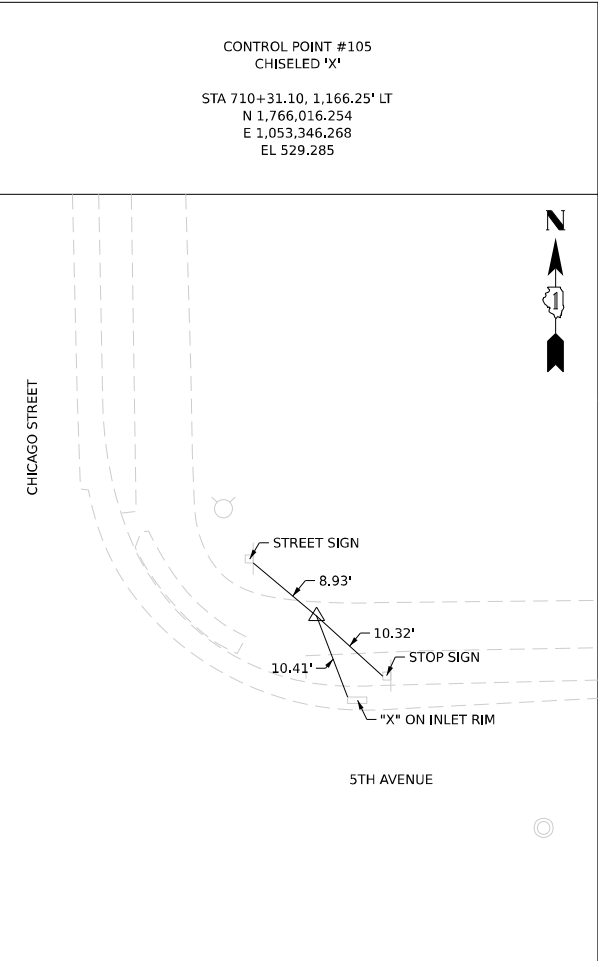 CONTROL POINT #105
CHISELED 'X'
STA 710+31.10, 1,166.25' LT
N 1,766,016.254
E 1,053,346.268
EL 529.285
N
1
CHICAGO STREET
STREET SIGN
8.93'
10.32'
10.41'
STOP SIGN
"X" ON INLET RIM
5TH AVENUE